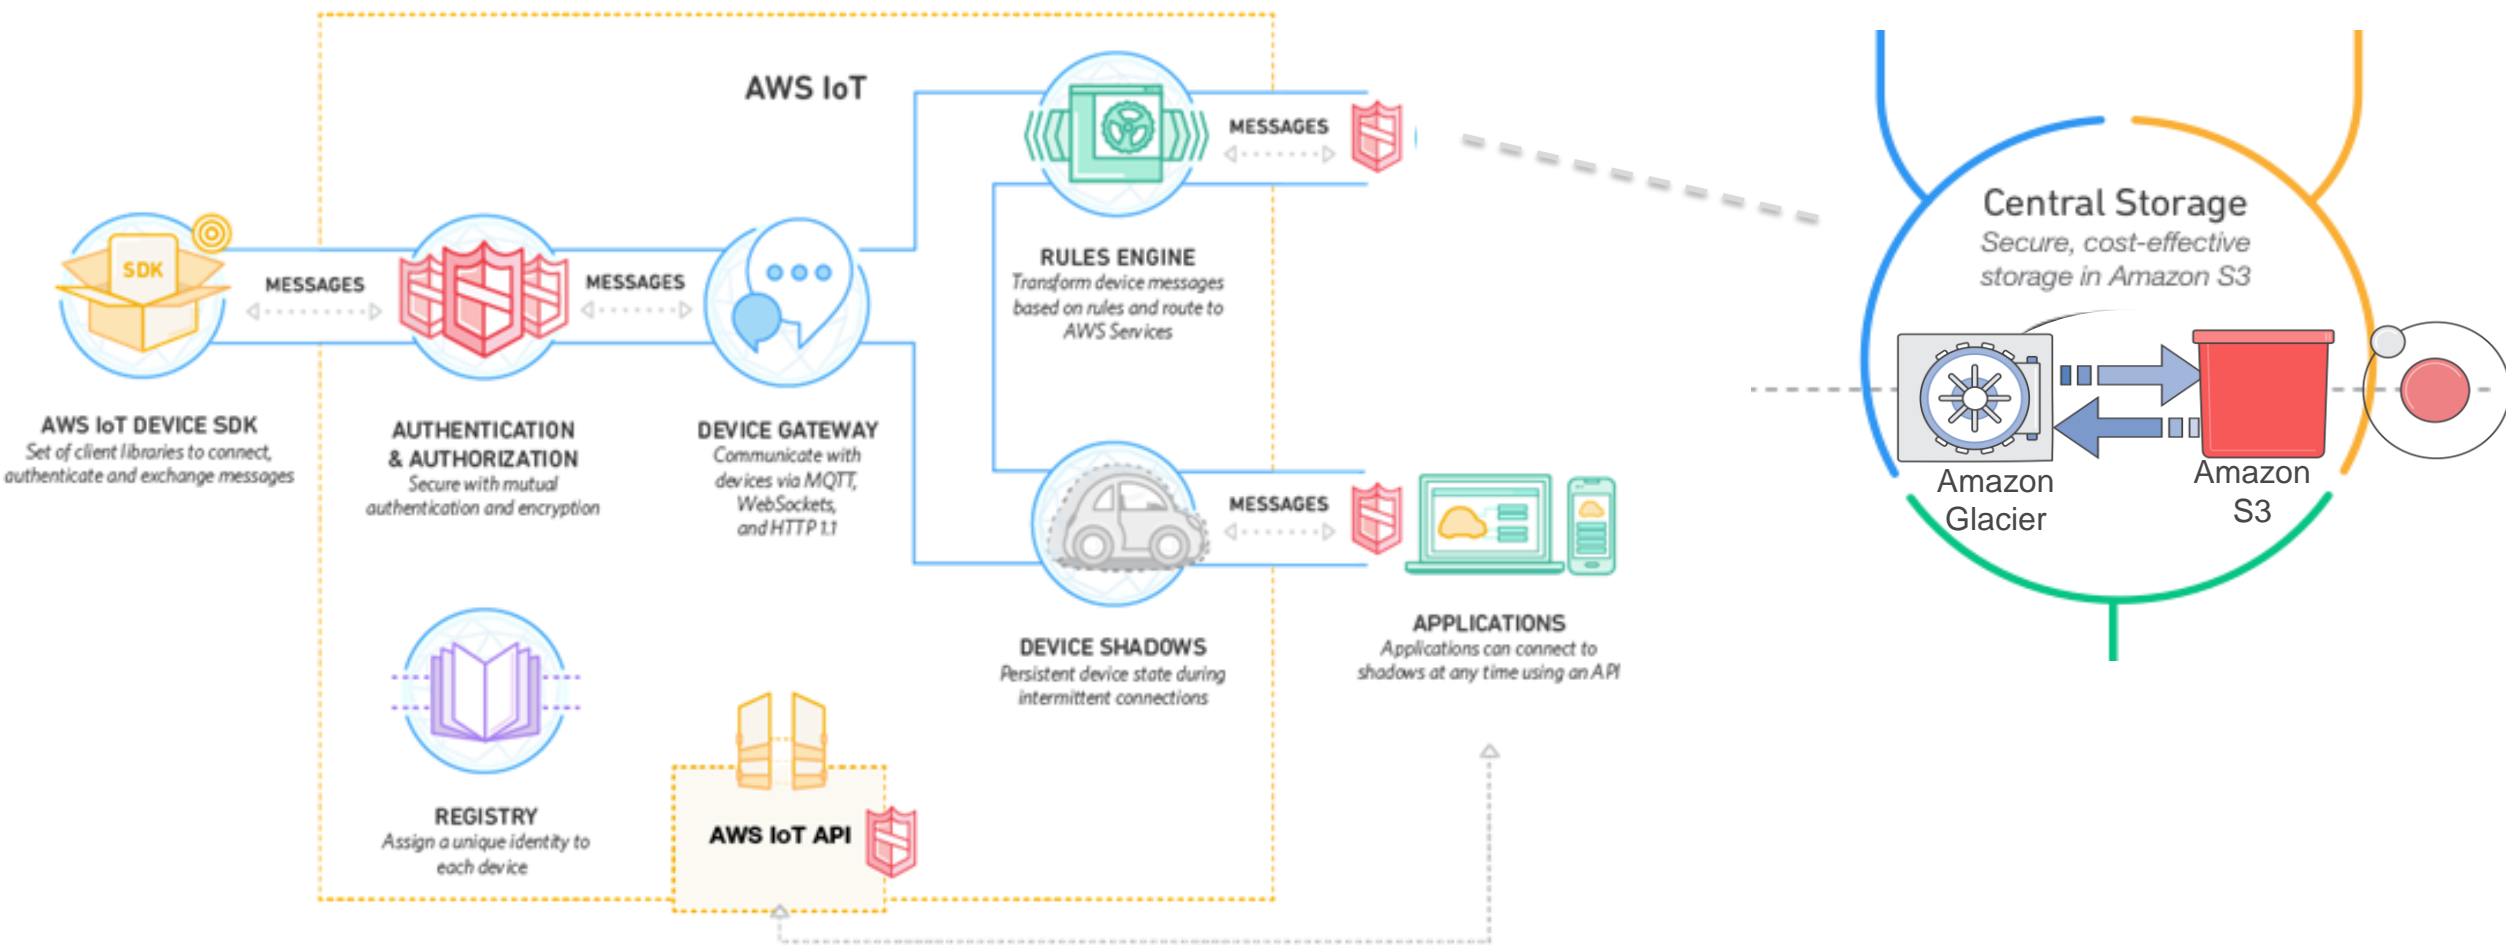 AWS IoT
SDK
MESSAGES
MESSAGES
MESSAGES
AWS IoT DEVICE SDK
Set of client libraries to connect,
authenticate and exchange messages
AUTHENTICATION
& AUTHORIZATION
Secure with mutual
authentication and encryption
DEVICE GATEWAY
Communicate with
devices via MQTT,
WebSockets,
and HTTP 1.1
RULES ENGINE
Transform device messages
based on rules and route to
AWS Services
MESSAGES
DEVICE SHADOWS
Persistent device state during
intermittent connections
APPLICATIONS
Applications can connect to
shadows at any time using an API
REGISTRY
Assign a unique identity to
each device
AWS IoT API
Central Storage
Secure, cost-effective
storage in Amazon S3
Amazon
Glacier
Amazon
S3